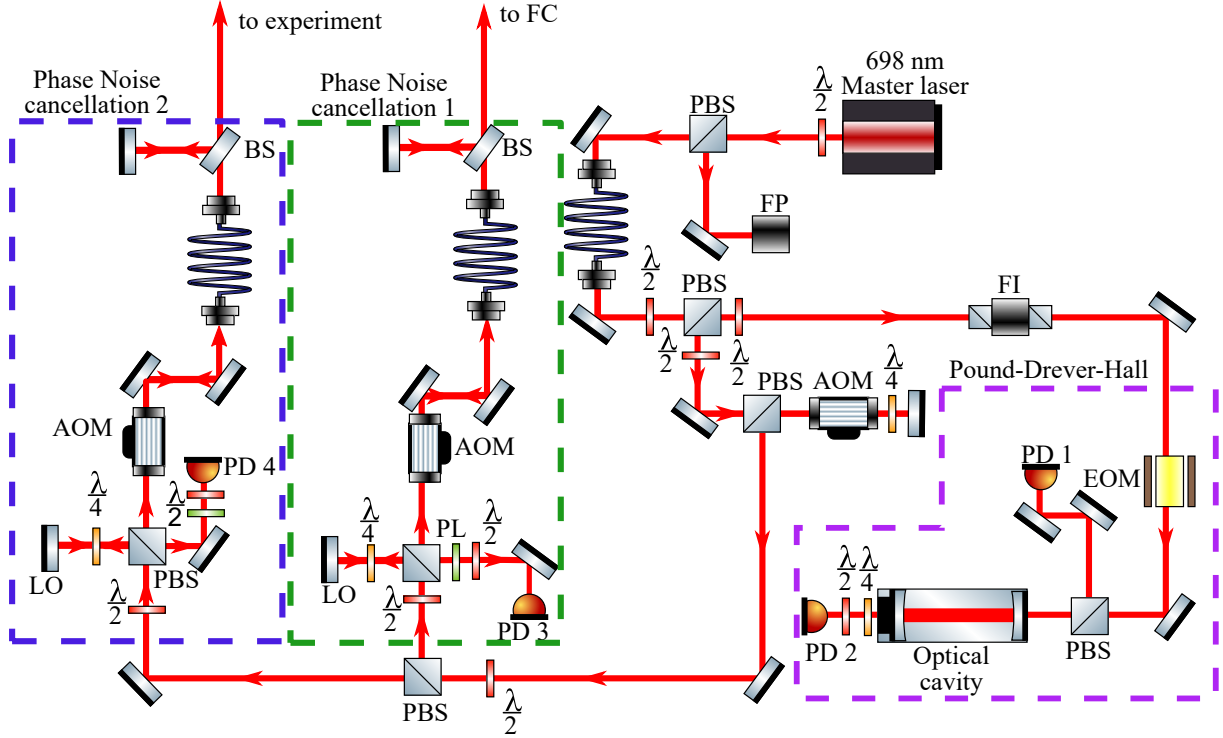 to experiment
to FC
Phase Noise
cancellation 2
Phase Noise
cancellation 1
698 nm
Master laser
λ/2
PBS
BS
BS
FP
λ/2
PBS
FI
λ/2
λ/2
PBS
AOM
λ/4
Pound-Drever-Hall
AOM
AOM
PD 4
PD 1
EOM
λ/4
λ/2
λ/4
PL
λ/2
LO
PBS
LO
λ/2
λ/2
PD 3
λ/2
λ/4
PD 2
Optical
cavity
PBS
PBS
λ/2